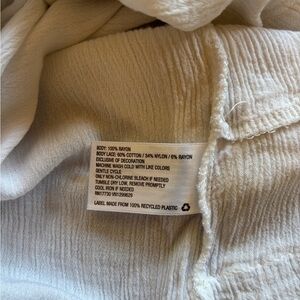 BODY: 100% RAYON
BODY LACE: 60% COTTON / 34% NYLON / 6% RAYON
EXCLUSIVE OF DECORATION
MACHINE WASH COLD WITH LIKE COLORS
GENTLE CYCLE
ONLY NON-CHLORINE BLEACH IF NEEDED
TUMBLE DRY LOW, REMOVE PROMPTLY
COOL IRON IF NEEDED
RN17730 VN1299629
LABEL MADE FROM 100% RECYCLED PLASTIC